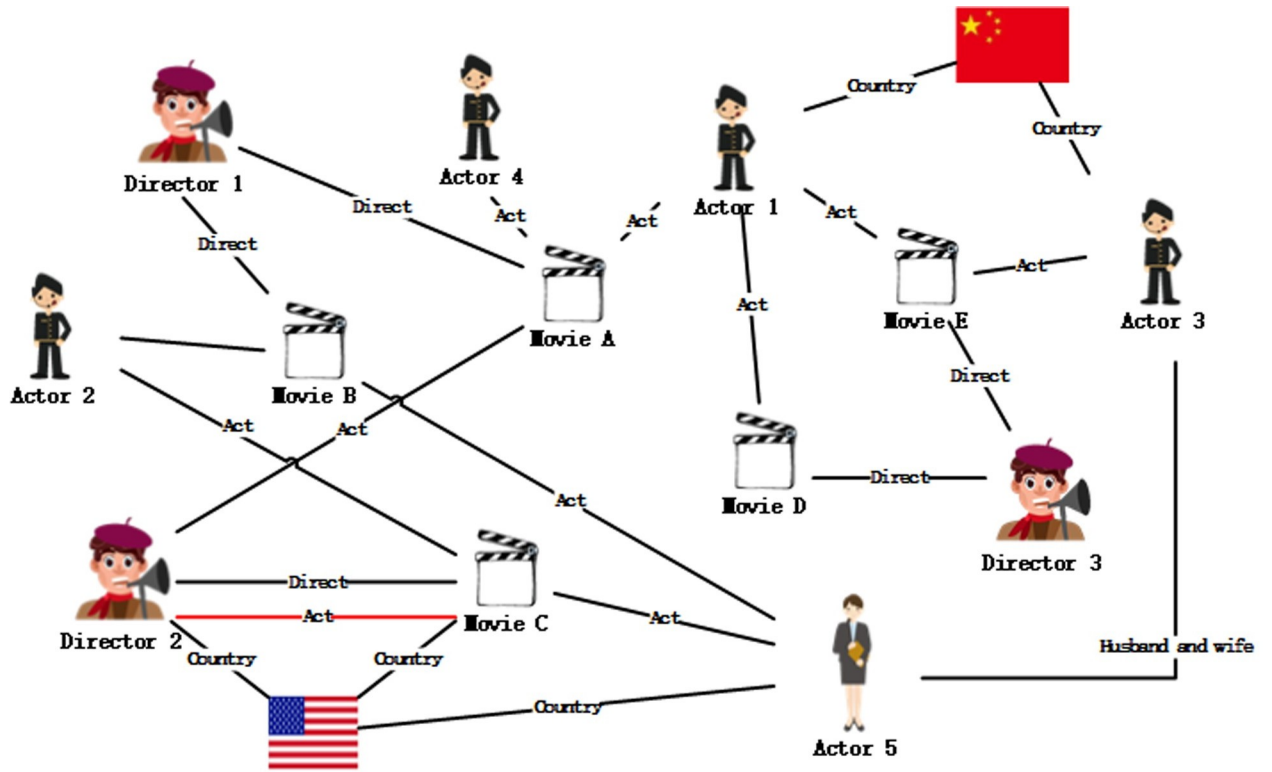 Country
Country
Director 1
Actor 4
Actor 1
Direct
Act
Act
Act
Direct
Act
Actor 3
Movie E
Movie A
Act
Actor 2
Movie B
Direct
Act
Act
Direct
Movie D
Director 3
Act
Direct
Act
Movie C
Act
Director 2
Country
Country
Husband and wife
Country
Actor 5